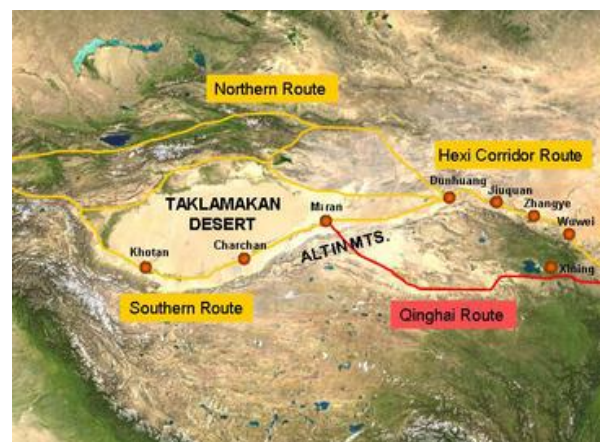 Northern Route
Hexi Corridor Route
Dunhuang
Jiuquan
Zhangye
Wuwei
TAKLAMAKAN
DESERT
Miran
Khotan
Charchan
ALTIN MTS.
Xining
Southern Route
Qinghai Route